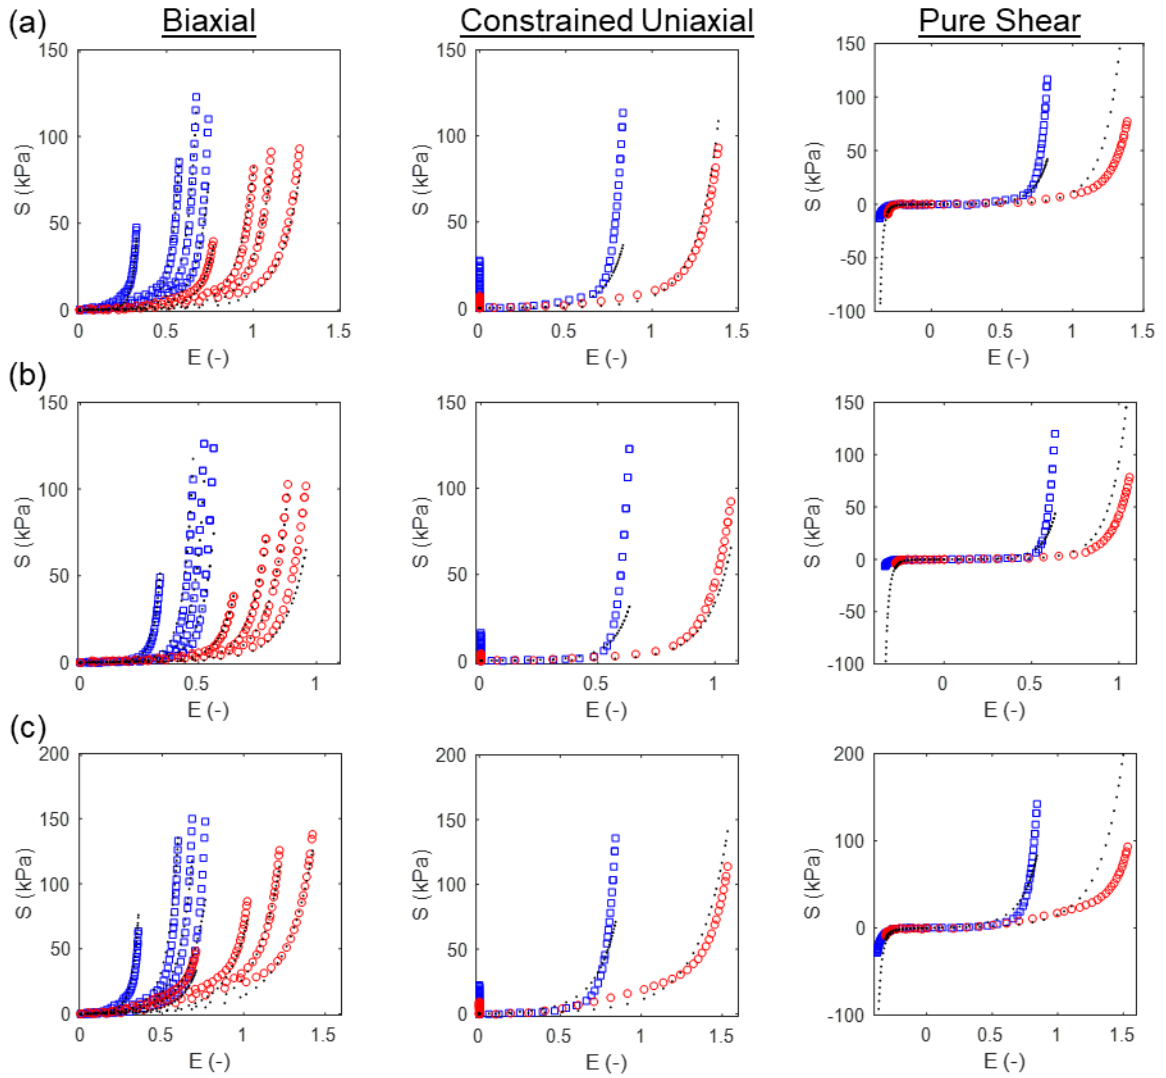 (a) Biaxial Constrained Uniaxial Pure Shear
150 150 150
100 100 100
50 50 50
0 0 0
-50
-100
S (kPa) S (kPa) S (kPa)
0 0.5 1 1.5 0 0.5 1 1.5 0 0.5 1 1.5
E (-) E (-) E (-)
(b)
150 150 150
100 100 100
50 50 50
0 0 0
-50
-100
S (kPa) S (kPa) S (kPa)
0 0.5 1 0 0.5 1 0 0.5 1
E (-) E (-) E (-)
(c)
200 200 200
150 150
100 100 100
50 50
0 0 0
-100
S (kPa) S (kPa) S (kPa)
0 0.5 1 1.5 0 0.5 1 1.5 0 0.5 1 1.5
E (-) E (-) E (-)